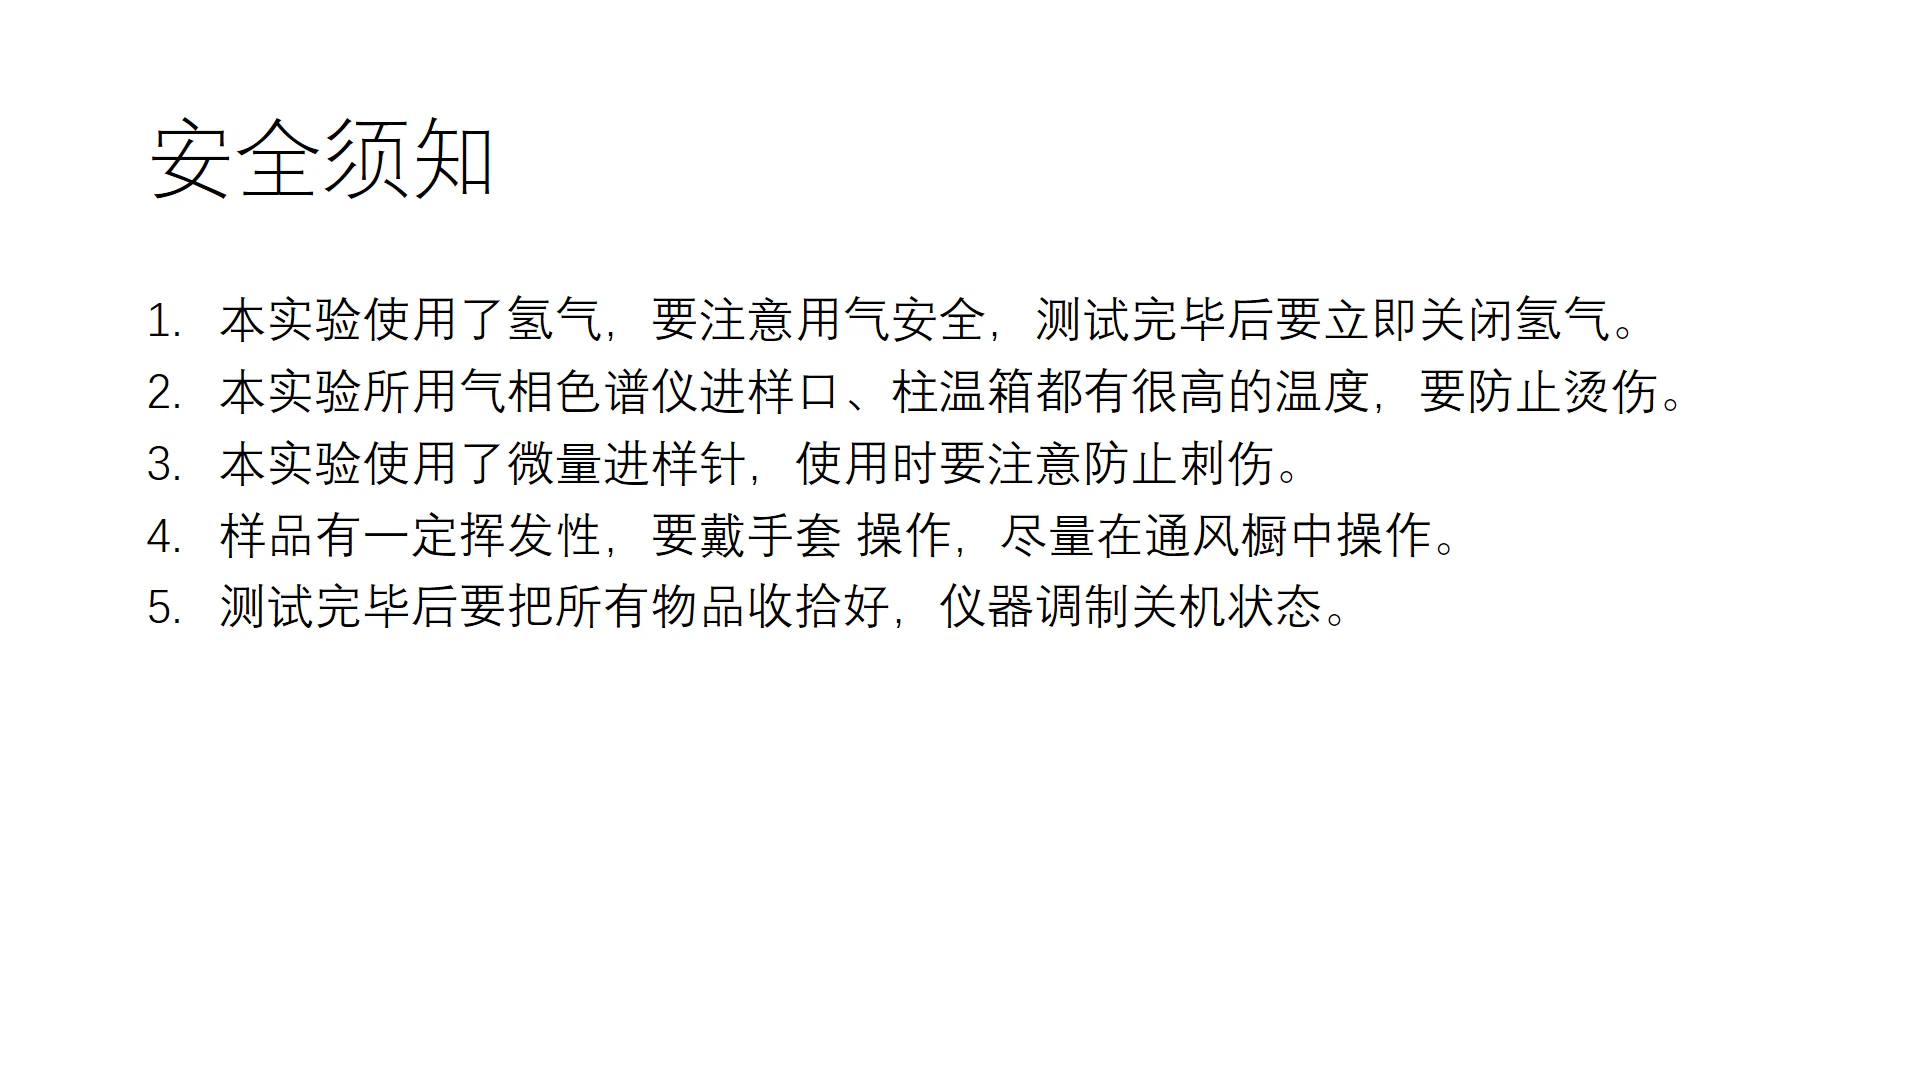 安全须知
1. 本实验使用了氢气，要注意用气安全，测试完毕后要立即关闭氢气。
2. 本实验所用气相色谱仪进样口、柱温箱都有很高的温度，要防止烫伤。
3. 本实验使用了微量进样针，使用时要注意防止刺伤。
4. 样品有一定挥发性，要戴手套 操作，尽量在通风橱中操作。
5. 测试完毕后要把所有物品收拾好，仪器调制关机状态。